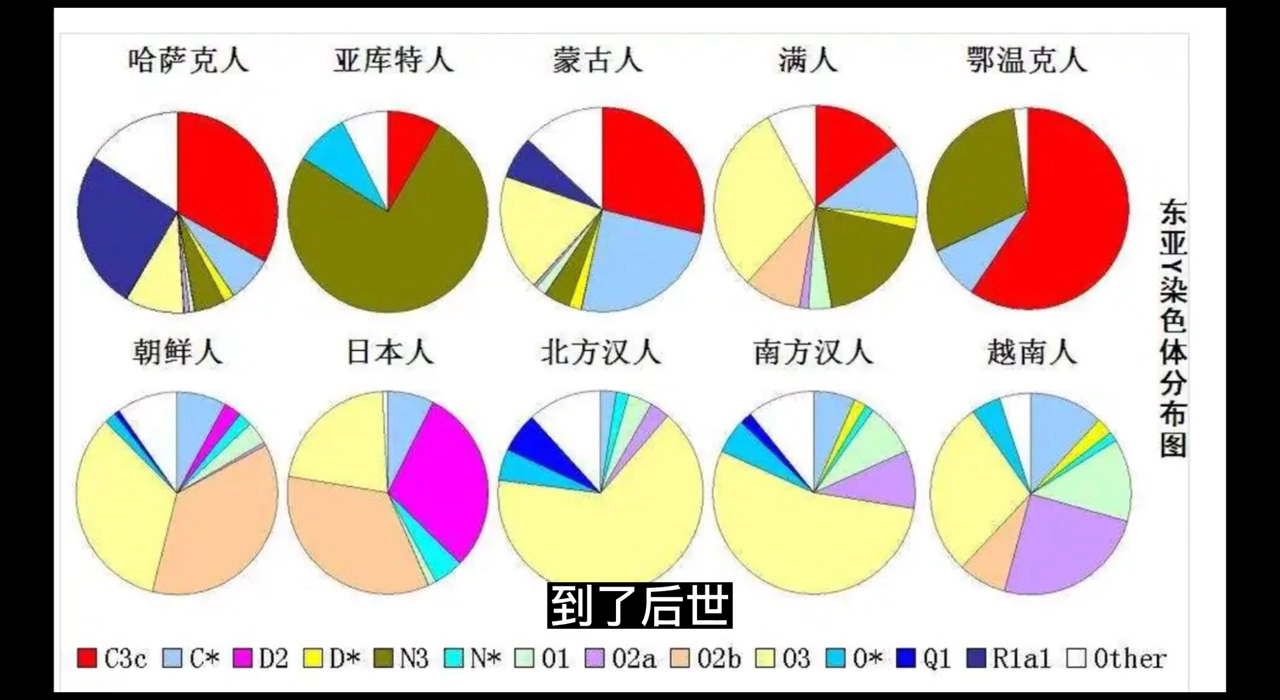 哈萨克人 亚库特人 蒙古人 满人 鄂温克人
东亚Y染色体分布图
朝鲜人 日本人 北方汉人 南方汉人 越南人
到了后世
C3c C* D2 D* N3 N* O1 O2a O2b O3 O* Q1 R1a1 Other